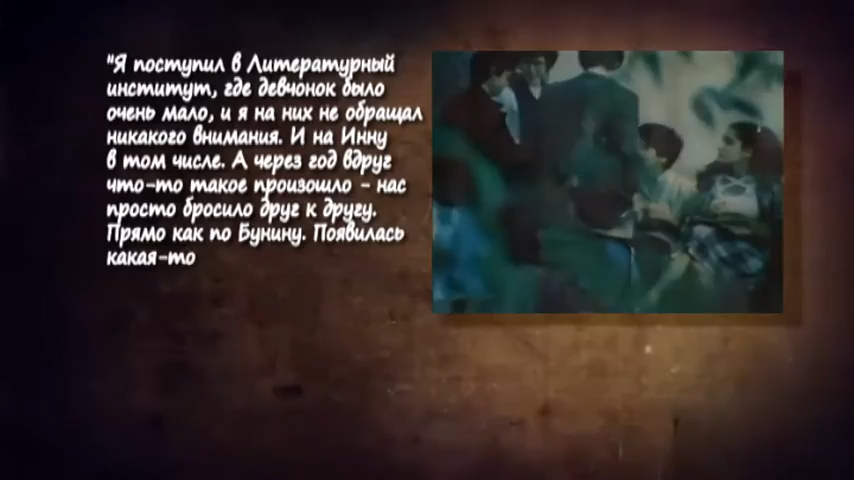 "Я поступил в Литературный
институт, где девчонок было
очень мало, и я на них не обращал
никакого внимания. И на Инну
в том числе. А через год вдруг
что-то такое произошло - нас
просто бросило друг к другу.
Прямо как по Бунину. Появилась
какая-то